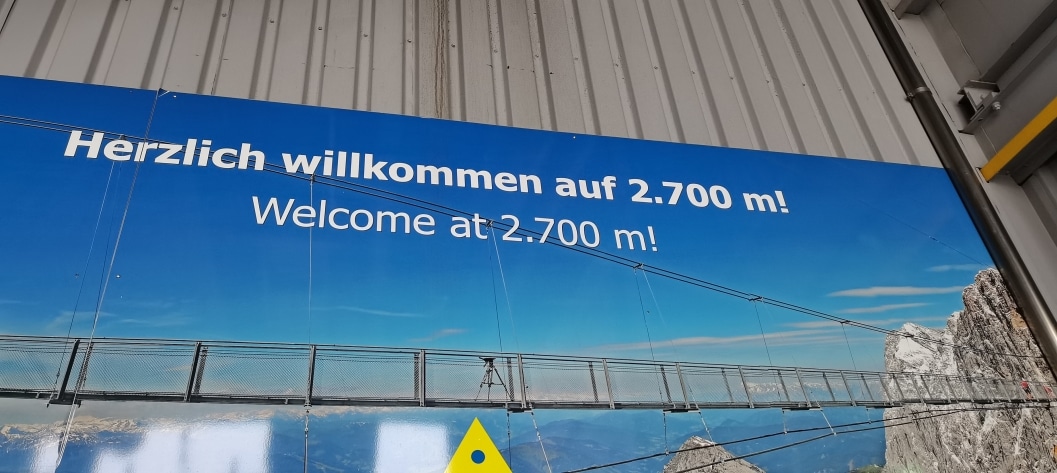 Herzlich willkommen auf 2.700 m!
Welcome at 2.700 m!